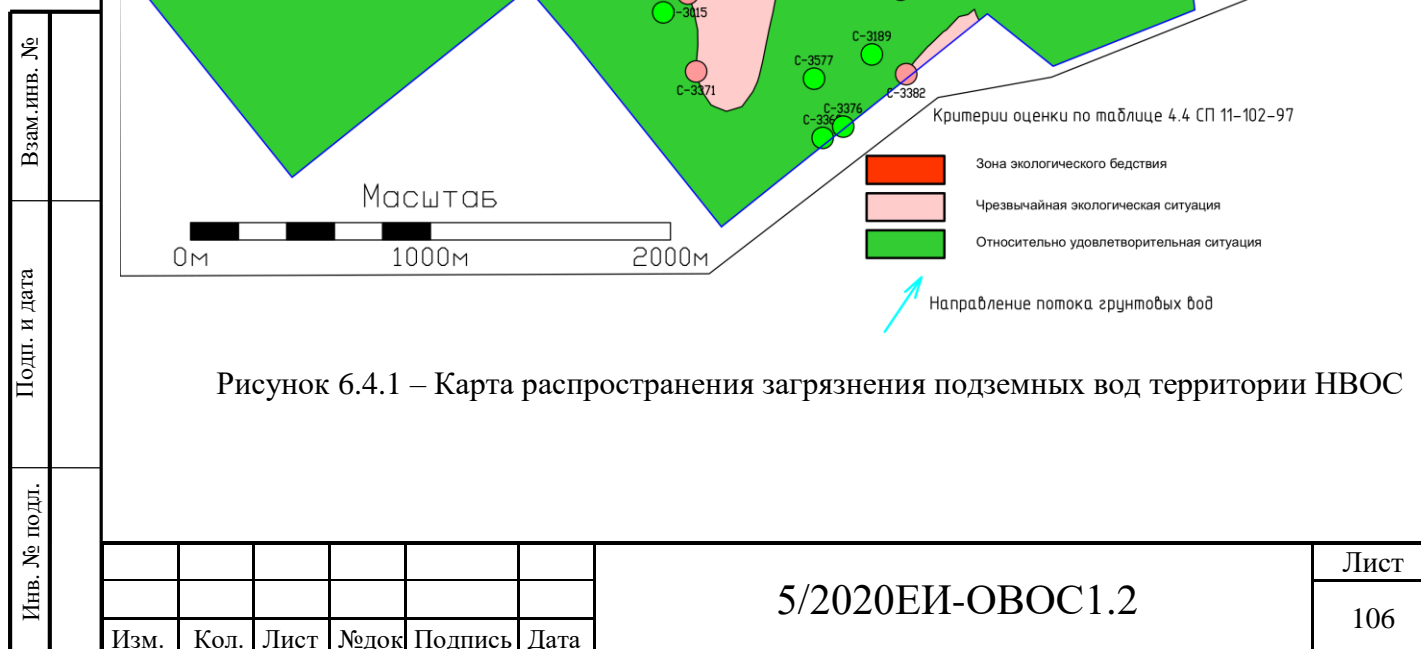 -3015
С-3189
С-3577
С-3371
С-3382
С-3376
Критерии оценки по таблице 4.4 СП 11-102-97
Зона экологического бедствия
Чрезвычайная экологическая ситуация
Относительно удовлетворительная ситуация
Масштаб
0м 1000м 2000м
Направление потока грунтовых вод
Рисунок 6.4.1 – Карта распространения загрязнения подземных вод территории НВОС
Взам.инв. №
Подп. и дата
Инв. № подл.
5/2020ЕИ-ОВОС1.2
Лист
106
Изм. Кол. Лист №док Подпись Дата